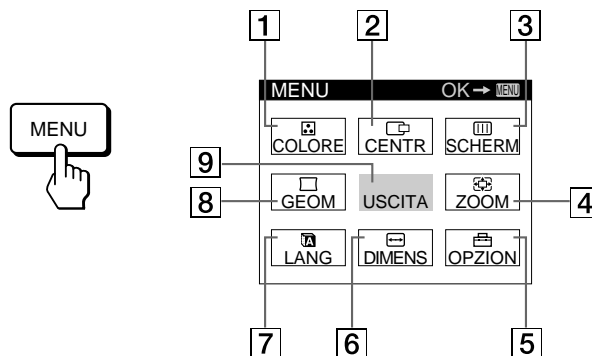 1 2 3
MENU
MENU OK → MENU
COLORE CENTR SCHERM
9
8 GEOM USCITA ZOOM 4
LANG DIMENS OPZION
7 6 5